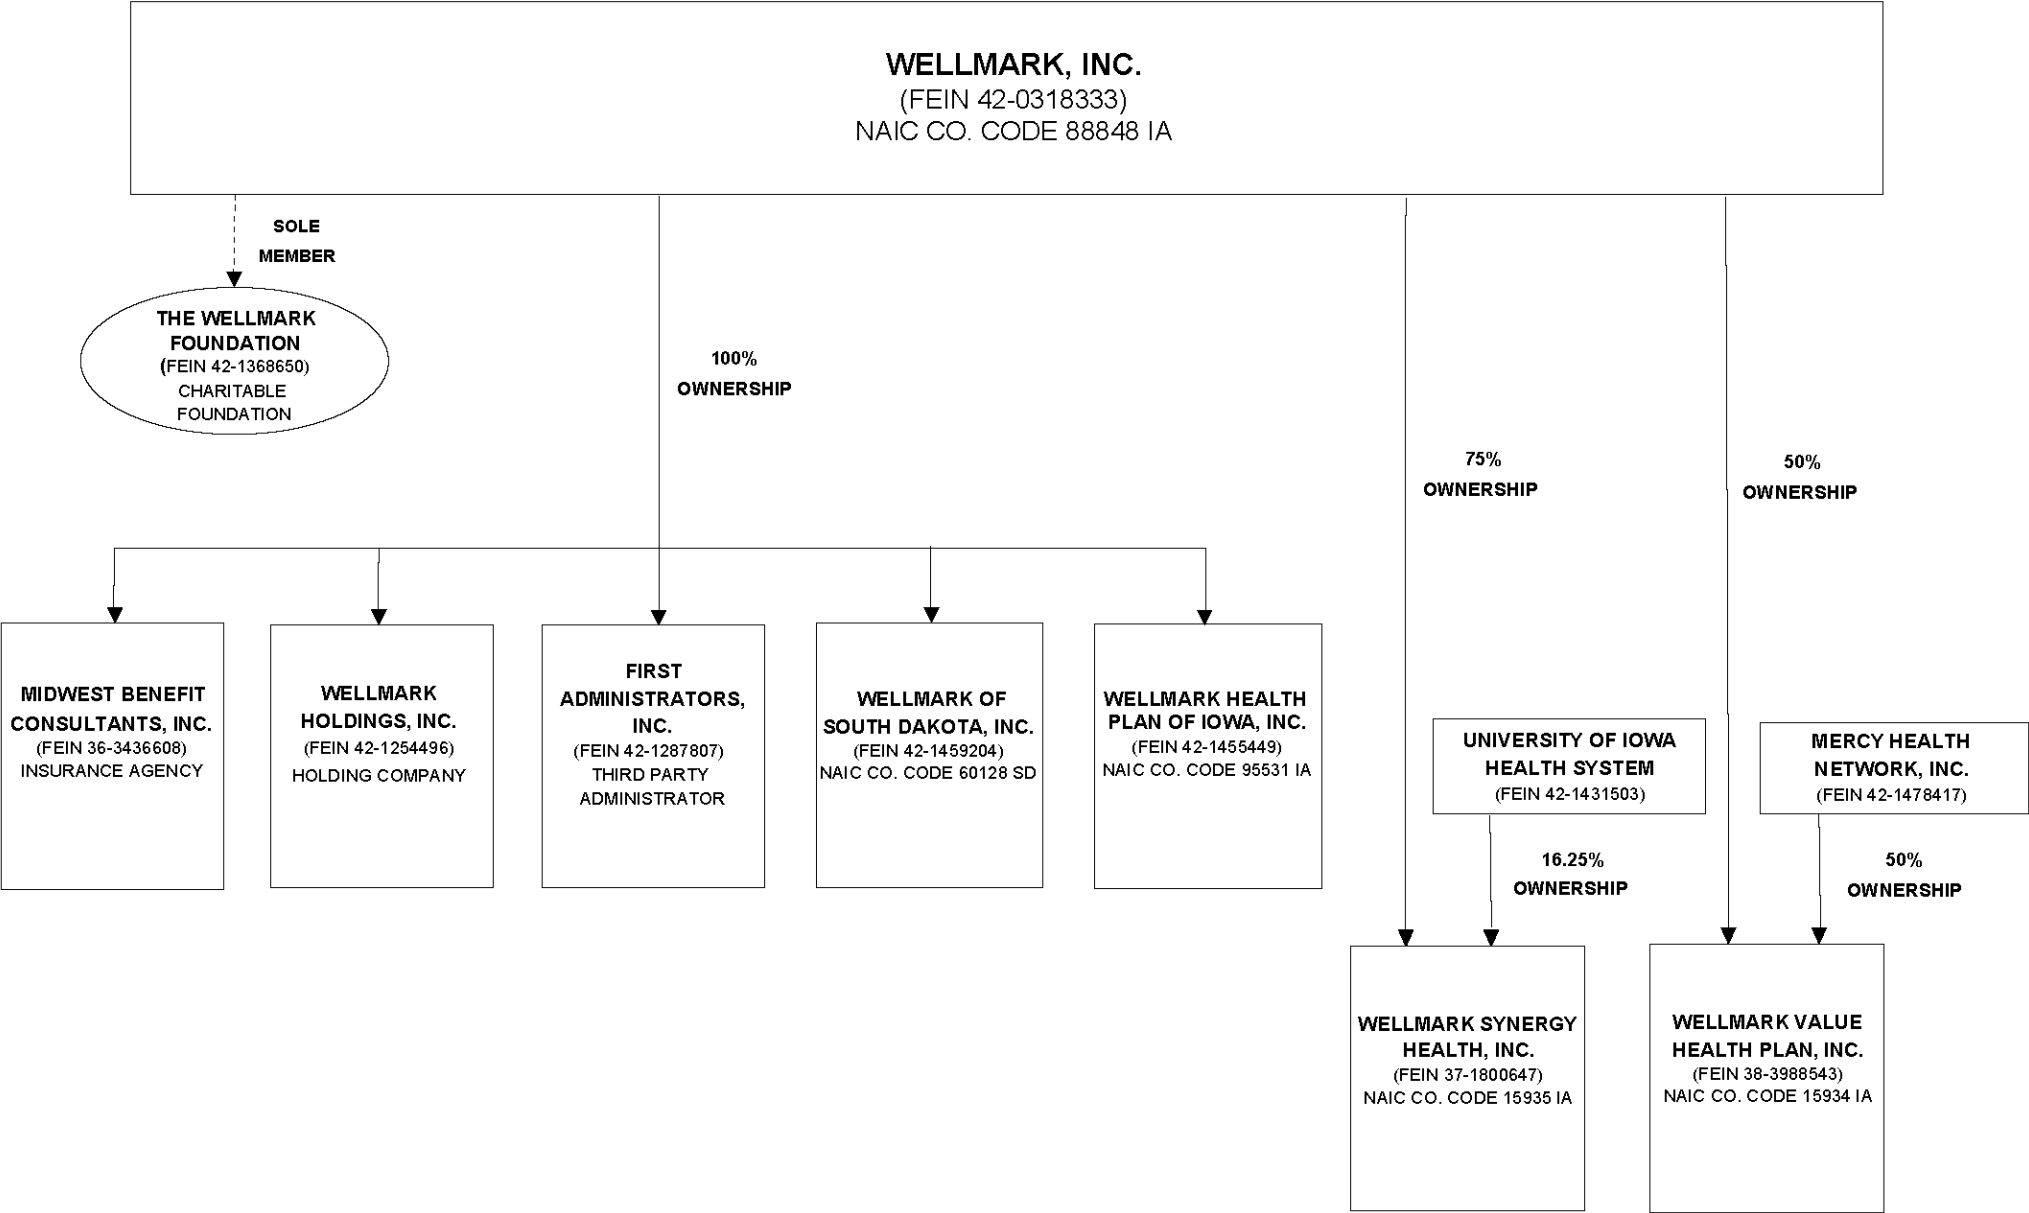 WELLMARK, INC.
(FEIN 42-0318333)
NAIC CO. CODE 88848 IA
SOLE
MEMBER
THE WELLMARK
FOUNDATION
(FEIN 42-1368650)
CHARITABLE
FOUNDATION
100%
OWNERSHIP
75%
OWNERSHIP
50%
OWNERSHIP
MIDWEST BENEFIT
CONSULTANTS, INC.
(FEIN 36-3436608)
INSURANCE AGENCY
WELLMARK
HOLDINGS, INC.
(FEIN 42-1254496)
HOLDING COMPANY
FIRST
ADMINISTRATORS,
INC.
(FEIN 42-1287807)
THIRD PARTY
ADMINISTRATOR
WELLMARK OF
SOUTH DAKOTA, INC.
(FEIN 42-1459204)
NAIC CO. CODE 60128 SD
WELLMARK HEALTH
PLAN OF IOWA, INC.
(FEIN 42-1455449)
NAIC CO. CODE 95531 IA
UNIVERSITY OF IOWA
HEALTH SYSTEM
(FEIN 42-1431503)
MERCY HEALTH
NETWORK, INC.
(FEIN 42-1478417)
16.25%
OWNERSHIP
50%
OWNERSHIP
WELLMARK SYNERGY
HEALTH, INC.
(FEIN 37-1800647)
NAIC CO. CODE 15935 IA
WELLMARK VALUE
HEALTH PLAN, INC.
(FEIN 38-3988543)
NAIC CO. CODE 15934 IA